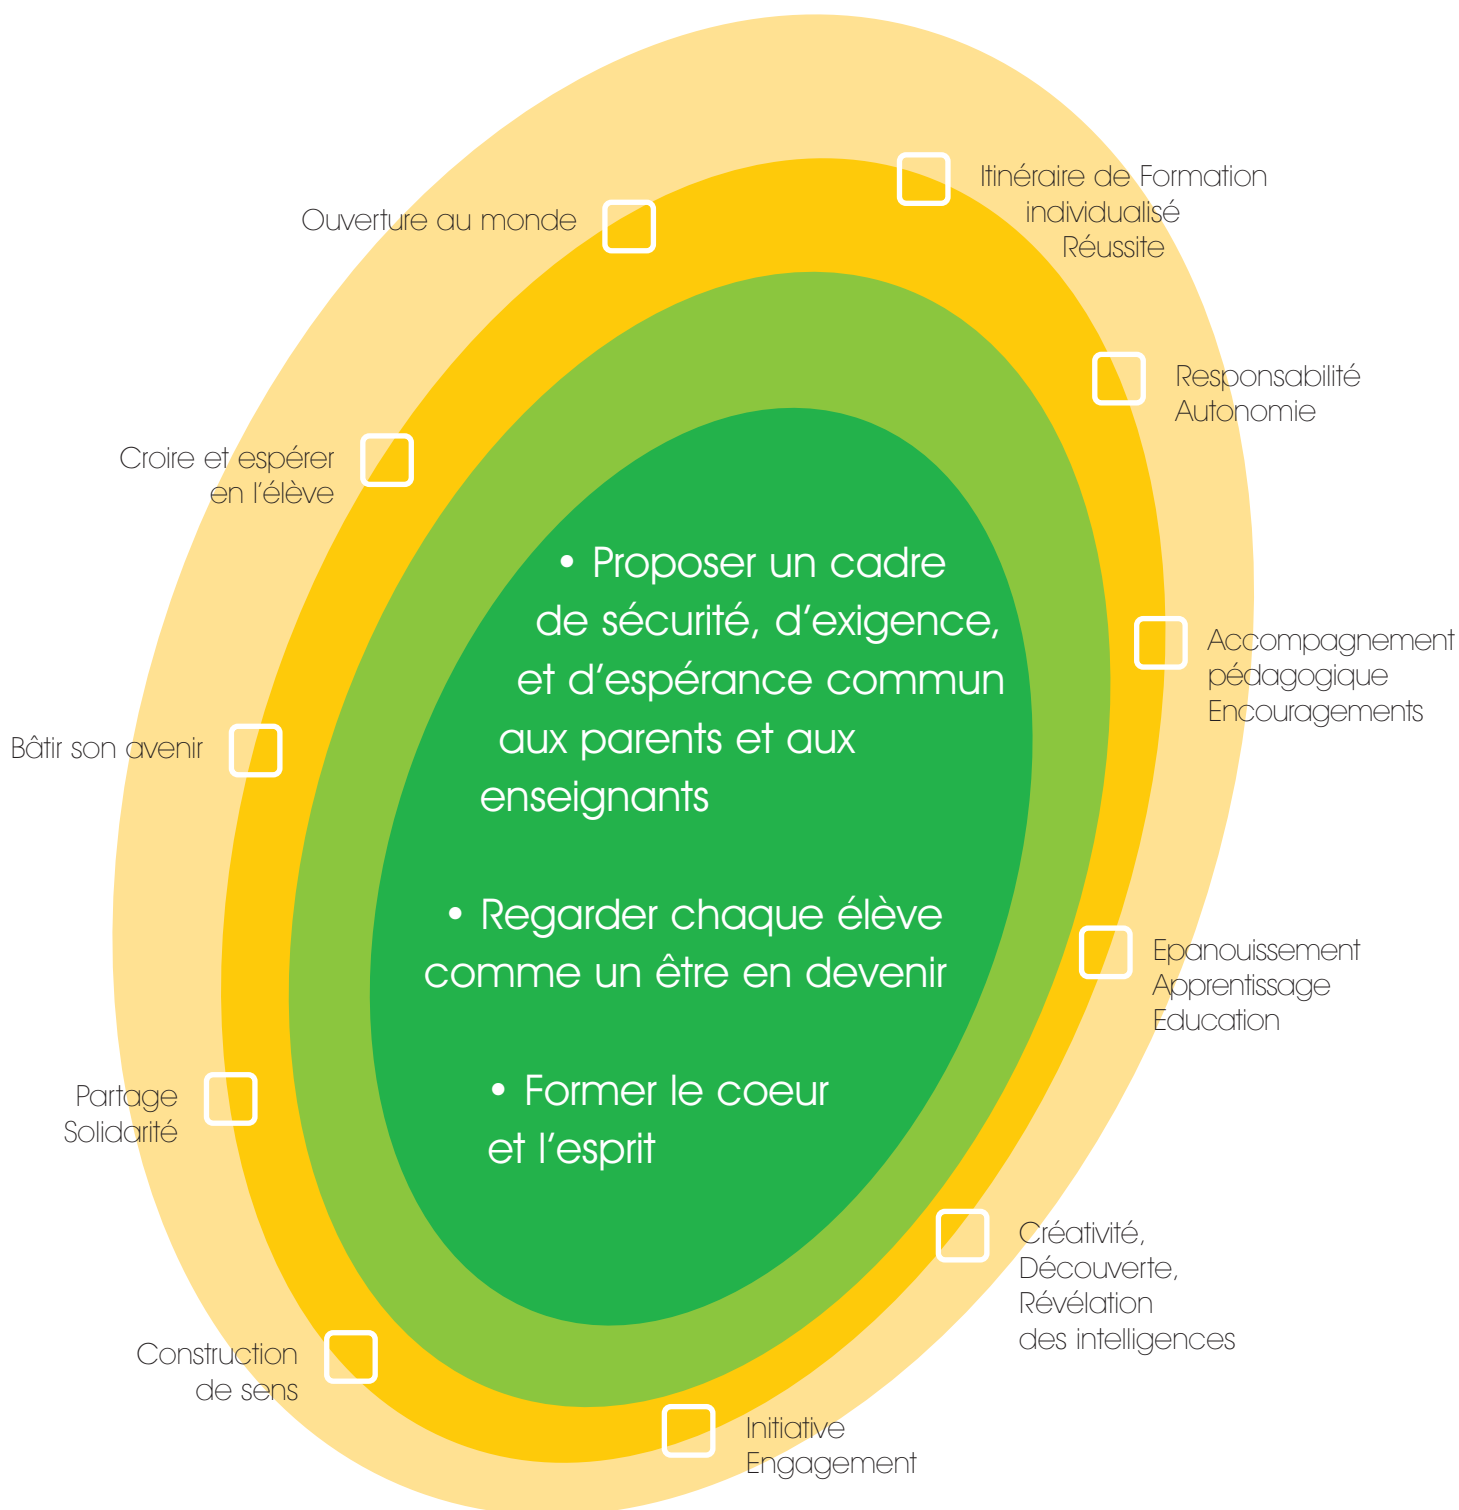 Itinéraire de Formation
individualisé
Réussite
Ouverture au monde
Responsabilité
Autonomie
Croire et espérer
en l'élève
• Proposer un cadre
de sécurité, d'exigence,
et d'espérance commun
aux parents et aux
enseignants
Accompagnement
pédagogique
Encouragements
Bâtir son avenir
• Regarder chaque élève
comme un être en devenir
Epanouissement
Apprentissage
Education
• Former le coeur
et l'esprit
Partage
Solidarité
Créativité,
Découverte,
Révélation
des intelligences
Construction
de sens
Initiative
Engagement